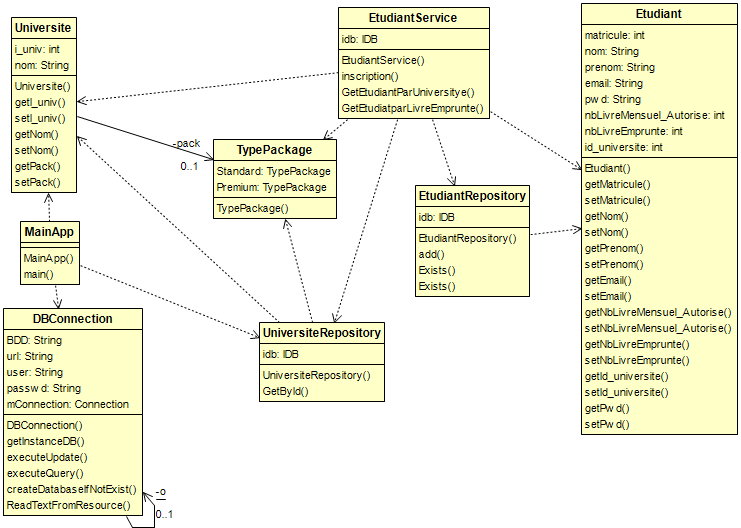 Universite
i_univ: int
nom: String
Universite()
getI_univ()
setI_univ()
getNom()
setNom()
getPack()
setPack()
EtudiantService
idb: IDB
EtudiantService()
inscription()
GetEtudiantParUniversitye()
GetEtudiatparLivreEmprunte()
Etudiant
matricule: int
nom: String
prenom: String
email: String
pwd: String
nbLivreMensuel_Autorise: int
nbLivreEmprunte: int
id_universite: int
Etudiant()
getMatricule()
setMatricule()
getNom()
setNom()
getPrenom()
setPrenom()
getEmail()
setEmail()
getNbLivreMensuel_Autorise()
setNbLivreMensuel_Autorise()
getNbLivreEmprunte()
setNbLivreEmprunte()
getId_universite()
setId_universite()
getPwd()
setPwd()
-pack
0..1
TypePackage
Standard: TypePackage
Premium: TypePackage
TypePackage()
EtudiantRepository
idb: IDB
EtudiantRepository()
add()
Exists()
Exists()
MainApp
MainApp()
main()
DBConnection
BDD: String
url: String
user: String
passwd: String
mConnection: Connection
DBConnection()
getInstanceDB()
executeUpdate()
executeQuery()
createDatabaseIfNotExist()
ReadTextFromResource()
-o
0..1
UniversiteRepository
idb: IDB
UniversiteRepository()
GetById()